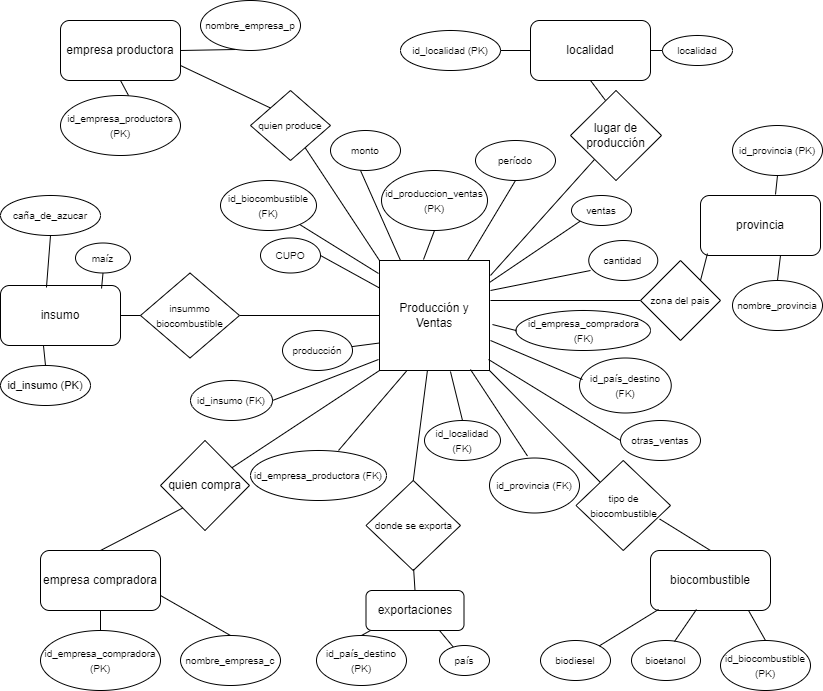 nombre_empresa_p
empresa productora
id_localidad (PK)
localidad
localidad
id_empresa_productora
(PK)
quien produce
lugar de
producción
monto
período
id_provincia (PK)
id_biocombustible
(FK)
id_produccion_ventas
(PK)
ventas
caña_de_azucar
provincia
CUPO
cantidad
maíz
insumo
insummo
biocombustible
Producción y
Ventas
zona del pais
nombre_provincia
id_empresa_compradora
(FK)
producción
id_insumo (PK)
id_país_destino
(FK)
id_insumo (FK)
id_localidad
(FK)
otras_ventas
quien compra
id_empresa_productora (FK)
id_provincia (FK)
tipo de
biocombustible
donde se exporta
empresa compradora
biocombustible
exportaciones
id_empresa_compradora
(PK)
nombre_empresa_c
id_país_destino
(PK)
país
biodiesel
bioetanol
id_biocombustible
(PK)